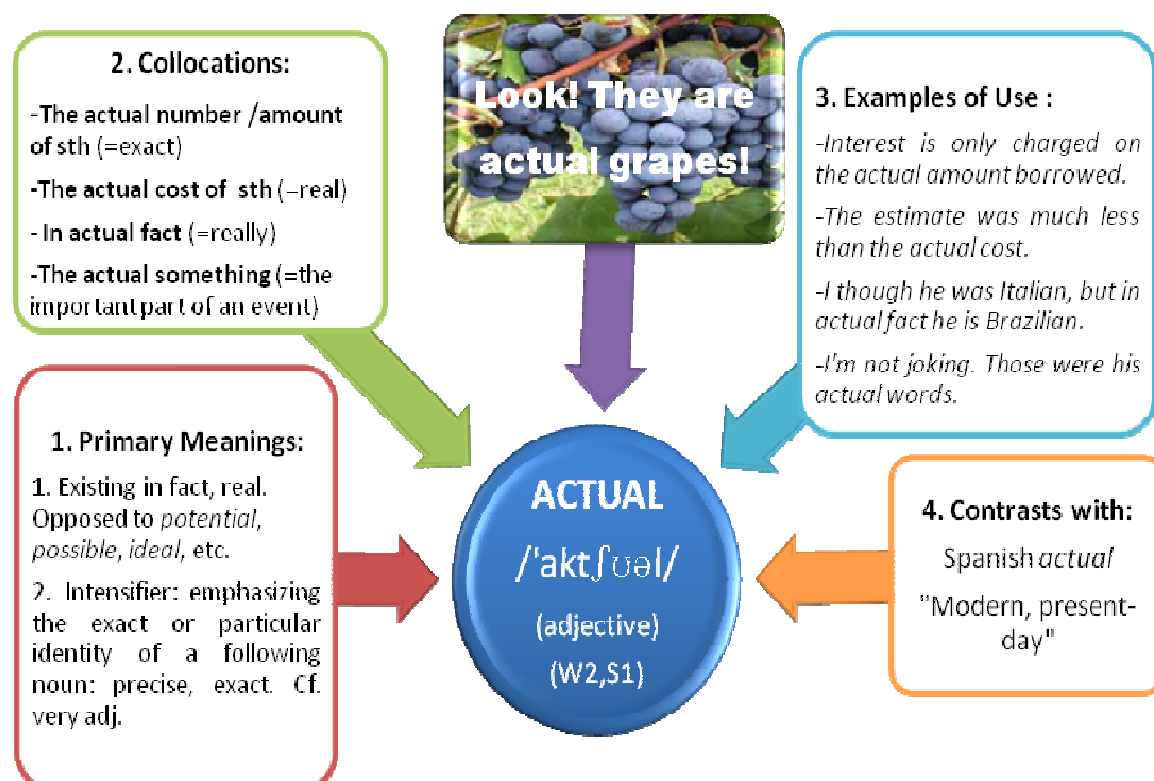 2. Collocations:
-The actual number /amount
of sth (=exact)
-The actual cost of sth (=real)
- In actual fact (=really)
-The actual something (=the
important part of an event)
Look! They are
actual grapes!
3. Examples of Use :
-Interest is only charged on
the actual amount borrowed.
-The estimate was much less
than the actual cost.
-I though he was Italian, but in
actual fact he is Brazilian.
-I'm not joking. Those were his
actual words.
1. Primary Meanings:
1. Existing in fact, real.
Opposed to potential,
possible, ideal, etc.
2. Intensifier: emphasizing
the exact or particular
identity of a following
noun: precise, exact. Cf.
very adj.
ACTUAL
/'aktʃʊəl/
(adjective)
(W2,S1)
4. Contrasts with:
Spanish actual
"Modern, present-
day"